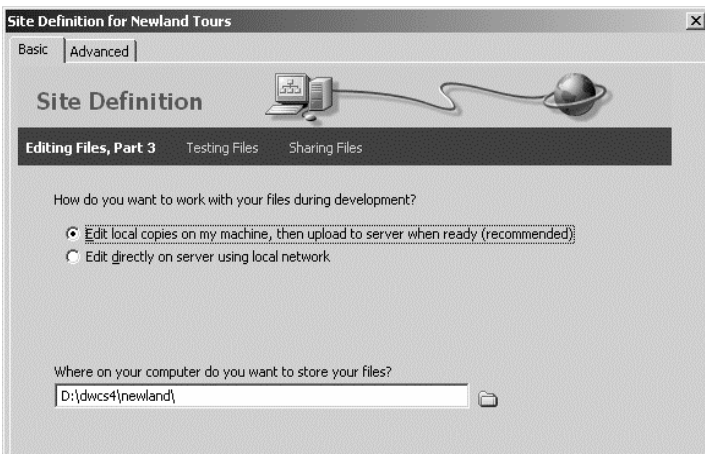 Site Definition for Newland Tours
Basic
Advanced
Site Definition
Editing Files, Part 3 Testing Files Sharing Files
How do you want to work with your files during development?
Edit local copies on my machine, then upload to server when ready (recommended)
Edit directly on server using local network
Where on your computer do you want to store your files?
D:\dwcs4\newland\